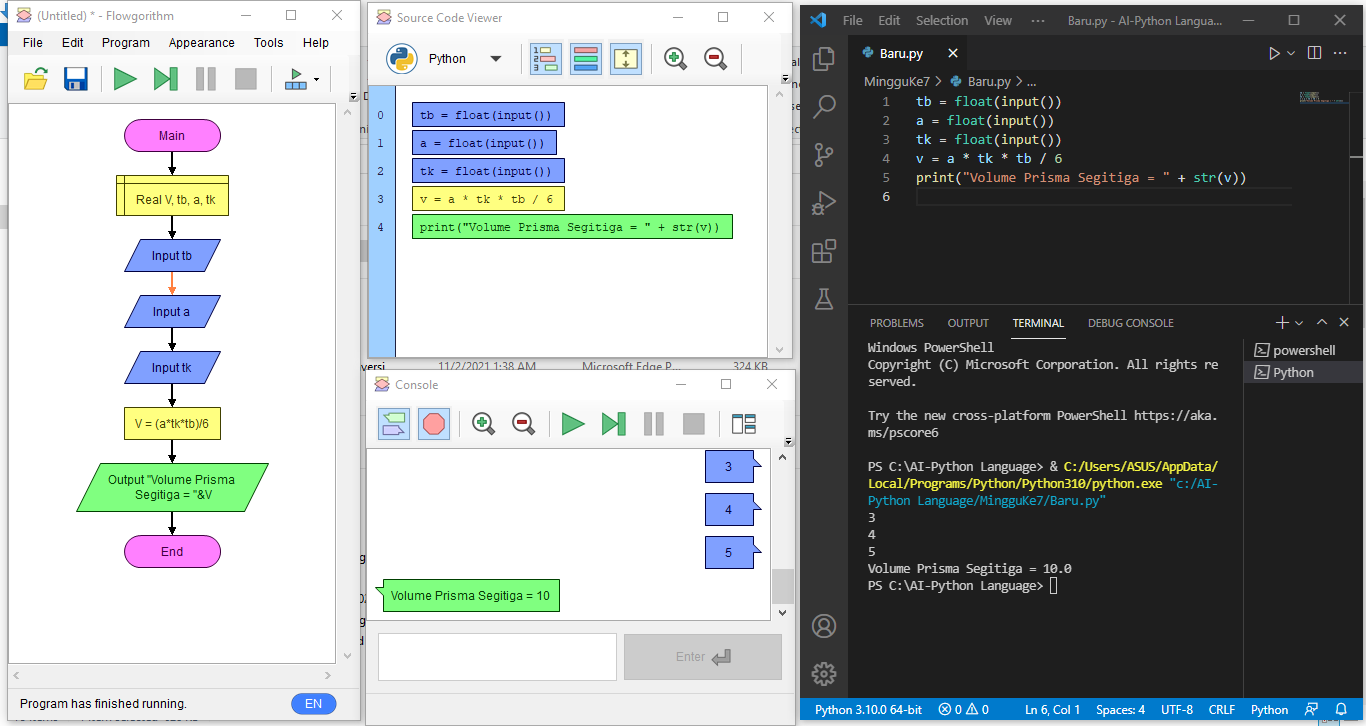 (Untitled) * - Flowgorithm
File Edit Program Appearance Tools Help
Main
Real V, tb, a, tk
Input tb
Input a
Input tk
V = (a*tk*tb)/6
Output "Volume Prisma
Segitiga = "&V
End
Program has finished running.
EN
Source Code Viewer
Python
0 tb = float(input())
1 a = float(input())
2 tk = float(input())
3 v = a * tk * tb / 6
4 print("Volume Prisma Segitiga = " + str(v))
11/2/2021 1:38 AM Microsoft Edge P... 324 KB
Console
3
4
5
Volume Prisma Segitiga = 10
Enter
File Edit Selection View ··· Baru.py - AI-Python Langua...
Baru.py
MingguKe7 > Baru.py > ...
1 tb = float(input())
2 a = float(input())
3 tk = float(input())
4 v = a * tk * tb / 6
5 print("Volume Prisma Segitiga = " + str(v))
6
PROBLEMS OUTPUT TERMINAL DEBUG CONSOLE
Windows PowerShell
Copyright (C) Microsoft Corporation. All rights re
served.
Try the new cross-platform PowerShell https://aka.
ms/pscore6
PS C:\AI-Python Language> & C:/Users/ASUS/AppData/
Local/Programs/Python/Python310/python.exe "c:/AI-
Python Language/MingguKe7/Baru.py"
3
4
5
Volume Prisma Segitiga = 10.0
PS C:\AI-Python Language>
powershell
Python
Python 3.10.0 64-bit 0 0 Ln 6, Col 1 Spaces: 4 UTF-8 CRLF Python